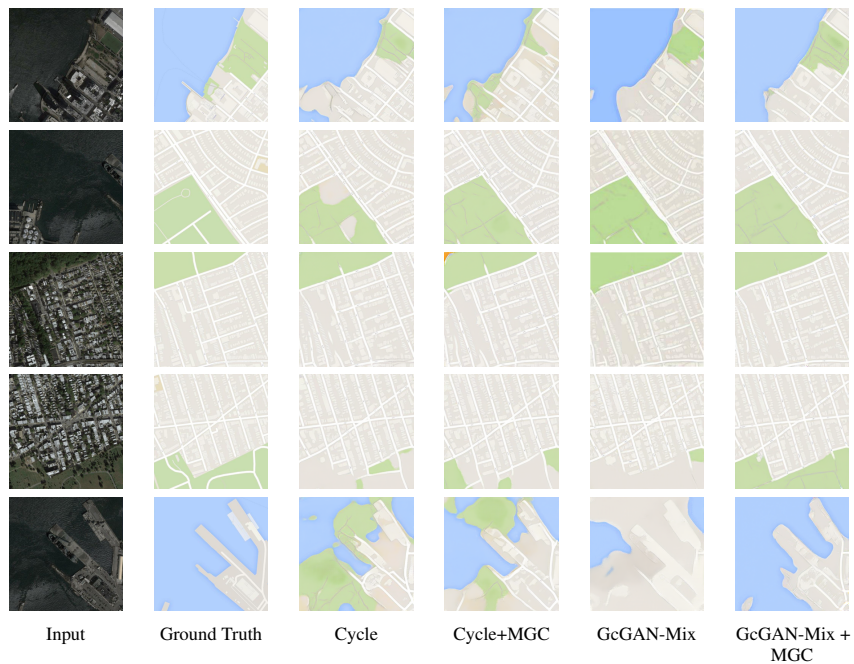 Input
Ground Truth
Cycle
Cycle+MGC
GcGAN-Mix
GcGAN-Mix +
MGC